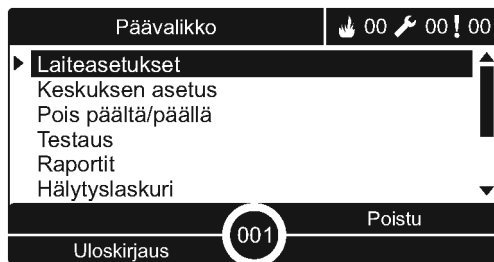 Päävalikko 00 00 ! 00
Laiteasetukset
Keskuksen asetus
Pois päältä/päällä
Testaus
Raportit
Hälytyslaskuri
Poistu
001
Uloskirjaus